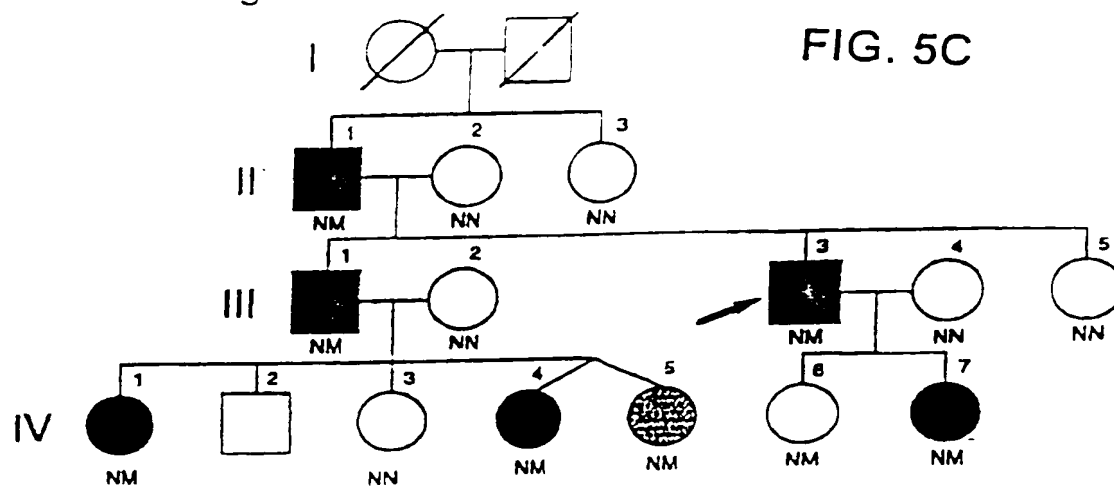 FIG. 5C
I
1 2 3
II
NM NN NN
1 2 3 4 5
III
NM NN NM NN NN
1 2 3 4 5 6 7
IV
NM NN NM NM NM NM